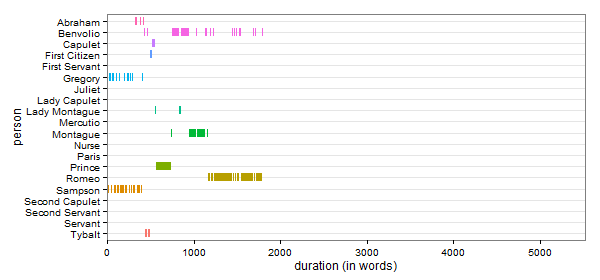 Abraham
Benvolio
Capulet
First Citizen
First Servant
Gregory
Juliet
Lady Capulet
Lady Montague
Mercutio
Montague
Nurse
Paris
Prince
Romeo
Sampson
Second Capulet
Second Servant
Servant
Tybalt
person
0 1000 2000 3000 4000 5000
duration (in words)